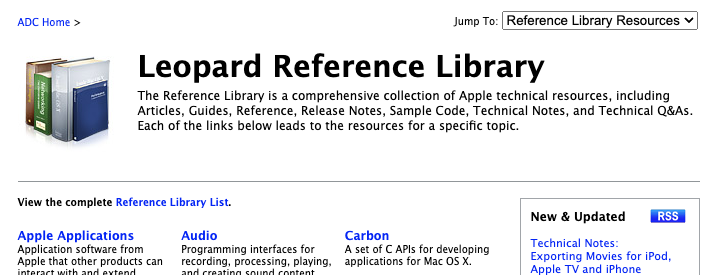 ADC Home >
Jump To: Reference Library Resources
Leopard Reference Library
The Reference Library is a comprehensive collection of Apple technical resources, including
Articles, Guides, Reference, Release Notes, Sample Code, Technical Notes, and Technical Q&As.
Each of the links below leads to the resources for a specific topic.
View the complete Reference Library List.
Apple Applications
Application software from
Apple that other products can
interact with and extend
Audio
Programming interfaces for
recording, processing, playing,
and creating sound content
Carbon
A set of C APIs for developing
applications for Mac OS X.
New & Updated
RSS
Technical Notes:
Exporting Movies for iPod,
Apple TV and iPhone